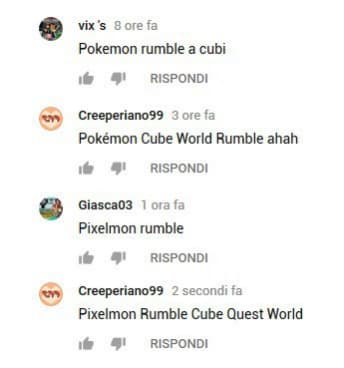 vix 's 8 ore fa
Pokemon rumble a cubi
RISPONDI
Creeperiano99 3 ore fa
Pokémon Cube World Rumble ahah
RISPONDI
Giasca03 1 ora fa
Pixelmon rumble
RISPONDI
Creeperiano99 2 secondi fa
Pixelmon Rumble Cube Quest World
RISPONDI